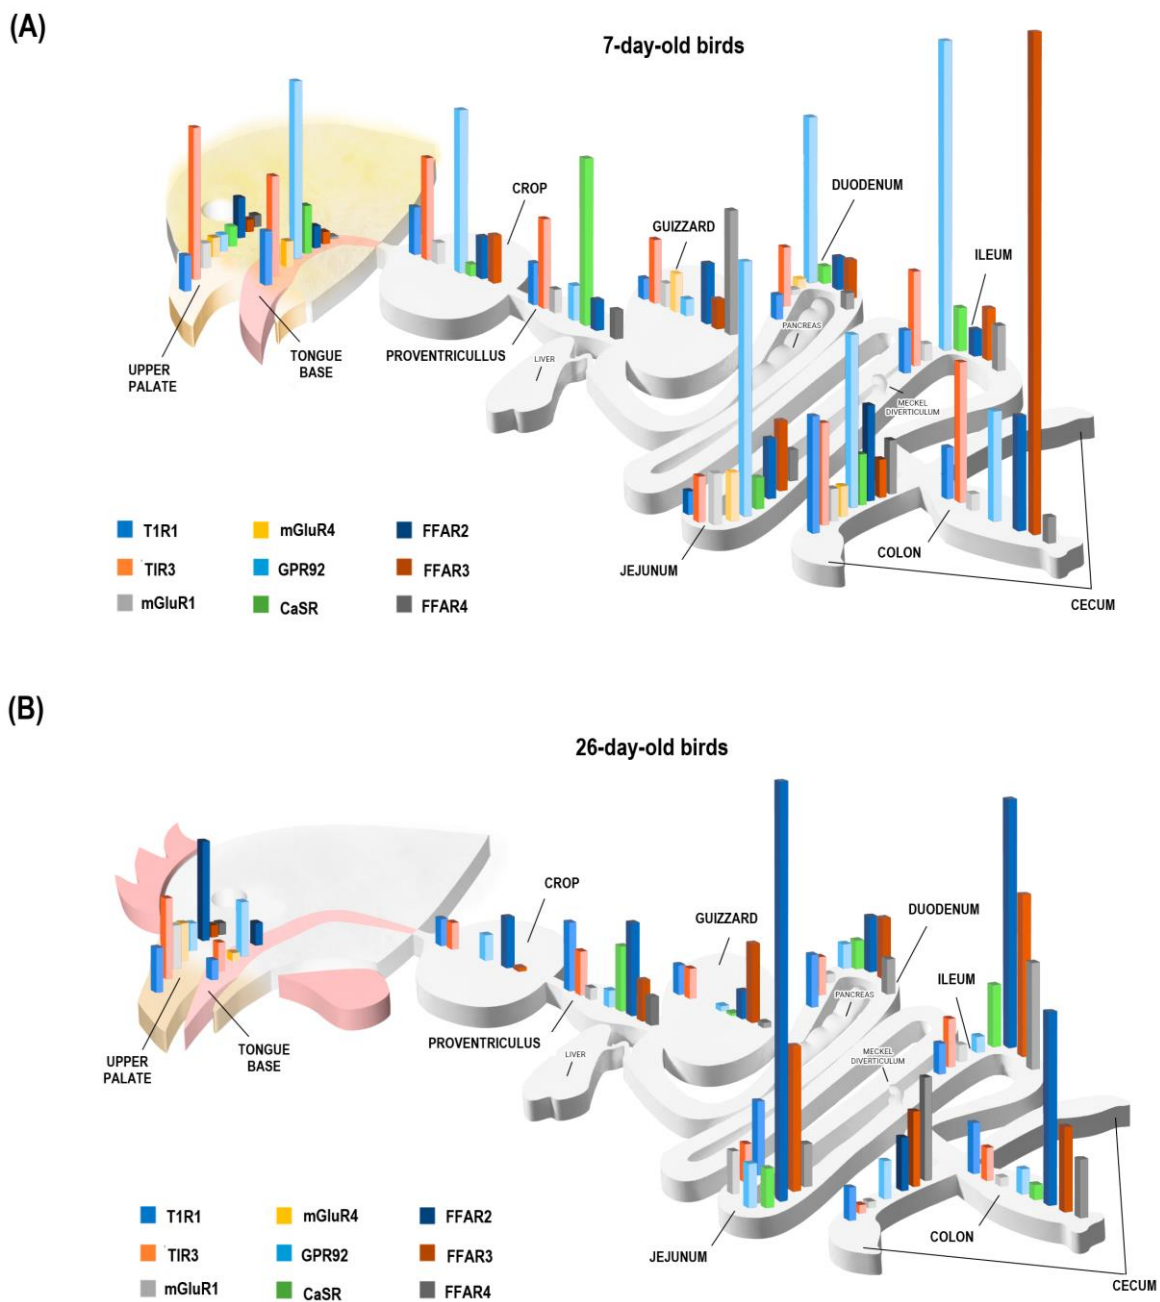 (A)
7-day-old birds
CROP
DUODENUM
GUIZZARD
ILEUM
PANCREAS
PROVENTRICULLUS
LIVER
TONGUE
BASE
UPPER
PALATE
MECKEL
DIVERTICULUM
T1R1
mGluR4
FFAR2
TIR3
GPR92
FFAR3
mGluR1
CaSR
FFAR4
JEJUNUM
COLON
CECUM
(B)
26-day-old birds
CROP
GUIZZARD
DUODENUM
ILEUM
PANCREAS
PROVENTRICULUS
LIVER
MECKEL
DIVERTICULUM
TONGUE
BASE
UPPER
PALATE
T1R1
mGluR4
FFAR2
TIR3
GPR92
FFAR3
mGluR1
CaSR
FFAR4
JEJUNUM
COLON
CECUM